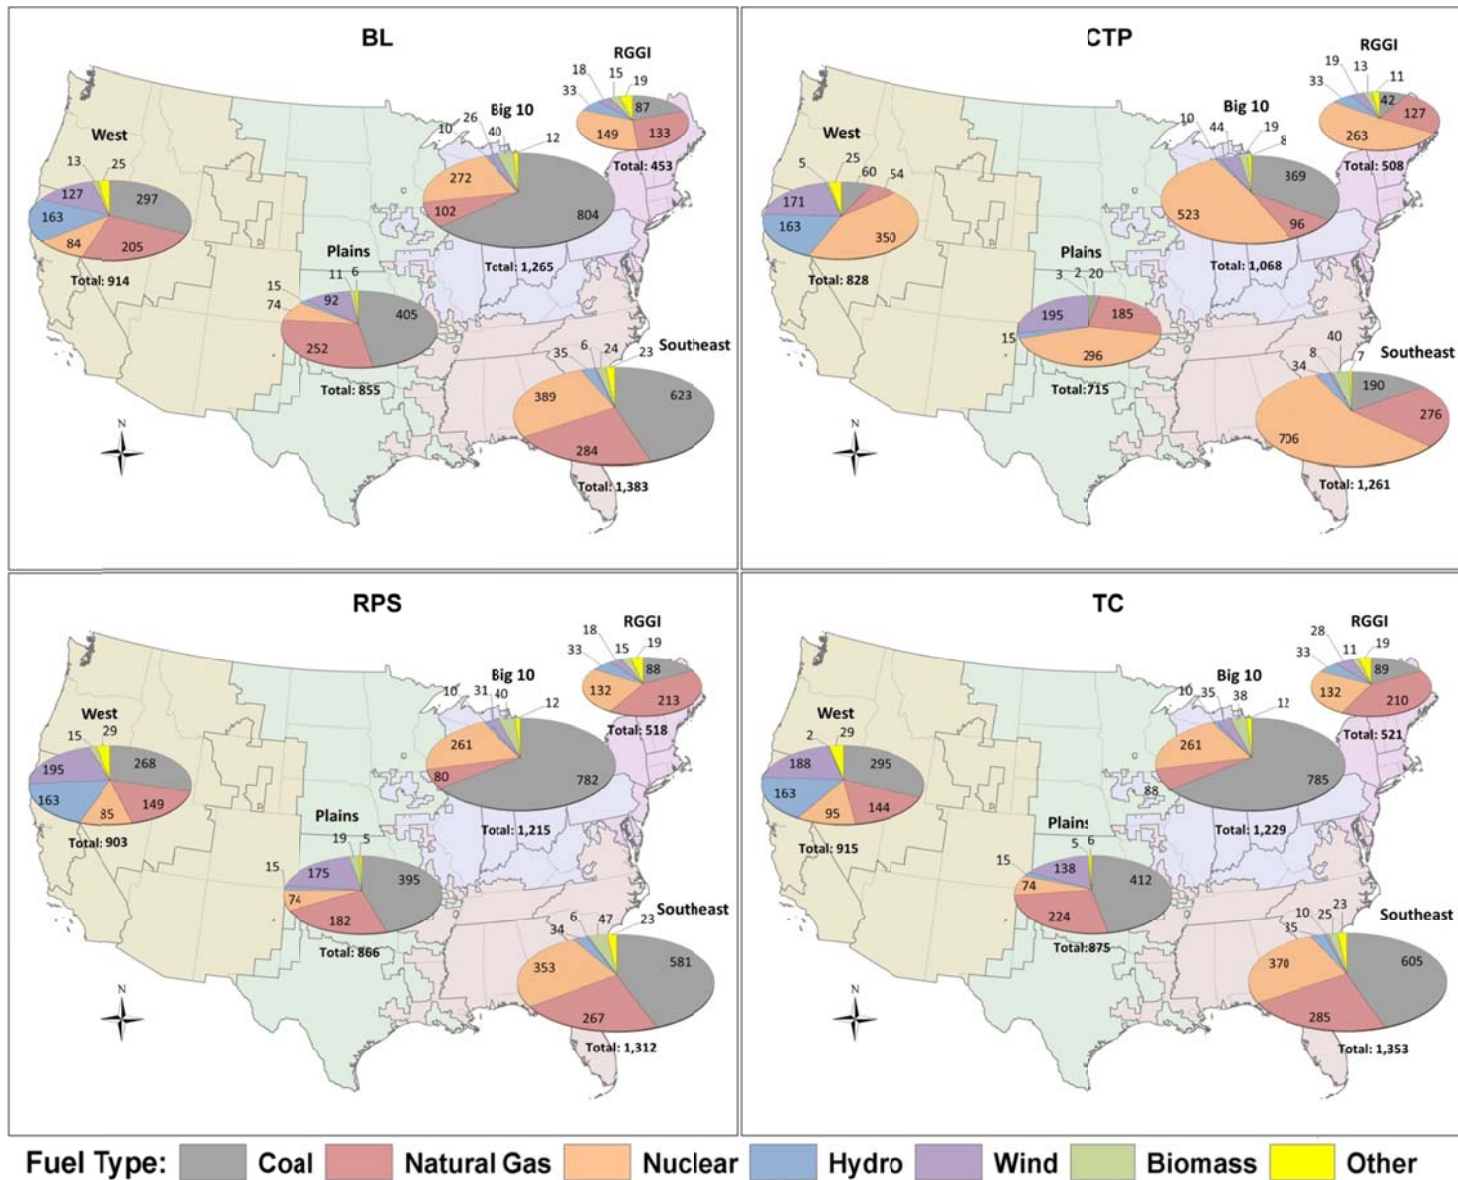 BL
RGGI
18 15 19
33 87
149 133
Total: 453
Big 10
10 26 40 12
272
102 804
Total: 1,265
West
13 25
127 297
163
84 205
Total: 914
Plains
11 6
15 92
74 405
252
Total: 855
Southeast
35 6 24 23
389 623
284
Total: 1,383
N
CTP
RGGI
19 13 11
33 42
127
263
Total: 508
Big 10
10 44 19 8
369
523 96
Total: 1,068
West
5 25 60 54
171
163 350
Total: 828
Plains
3 2 20
195 185
15 296
Total: 715
Southeast
34 8 40 7
190
276
706
Total: 1,261
N
RPS
RGGI
18 15 19
33 88
132 213
Total: 518
Big 10
10 31 40 12
261
80 782
Total: 1,215
West
15 29
195 268
163 149
85
Total: 903
Plains
19 5
15 175 395
74 182
Total: 866
Southeast
34 6 47 23
353 581
267
Total: 1,312
N
TC
RGGI
28 11 19
33 89
132 210
Total: 521
Big 10
10 35 38 12
261
88 785
Total: 1,229
West
2 29
188 295
163
95 144
Total: 915
Plains
5 6
15 138 412
74
224
Total: 875
Southeast
35 10 25 23
370 605
285
Total: 1,353
N
Fuel Type: Coal Natural Gas Nuclear Hydro Wind Biomass Other